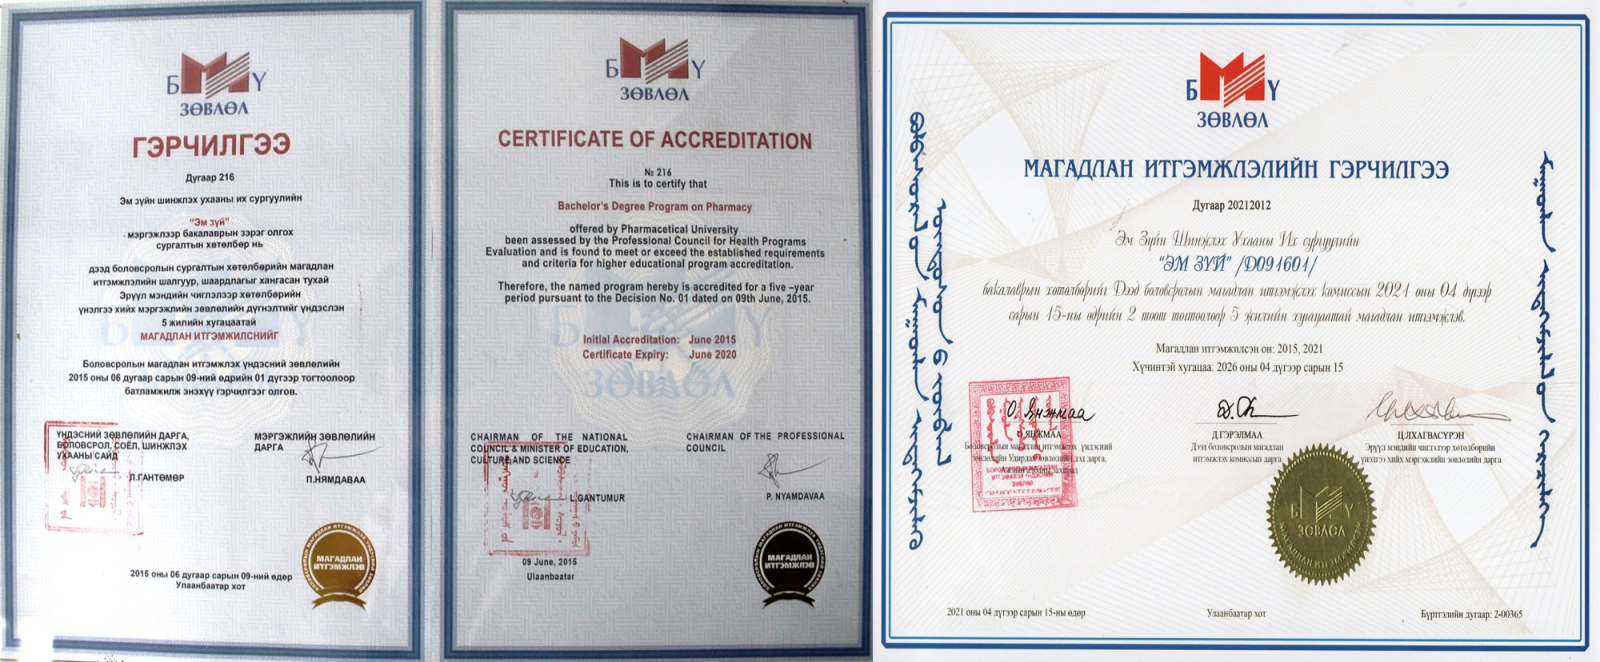 БМҮ
ЗӨВЛӨЛ
ГЭРЧИЛГЭЭ
Дугаар 216
Эм зүйн шинжлэх ухааны их сургуулийн
“Эм зүй”
мэргэжлээр бакалаврын зэрэг олгох
сургалтын хөтөлбөр нь
дээд боловсролын сургалтын хөтөлбөрийн магадлан
итгэмжлэлийн шалгуур, шаардлагыг хангасан тухай
Эрүүл мэндийн чиглэлээр хөтөлбөрийн
үнэлгээ хийх мэргэжлийн зөвлөлийн дүгнэлтийг үндэслэн
5 жилийн хугацаатай
МАГАДЛАН ИТГЭМЖИЛСНИЙГ
Боловсролын магадлан итгэмжлэх үндэсний зөвлөлийн
2015 оны 06 дугаар сарын 09-ний өдрийн 01 дүгээр тогтоолоор
батламжилж энэхүү гэрчилгээг олгов.
ҮНДЭСНИЙ ЗӨВЛӨЛИЙН ДАРГА,
БОЛОВСРОЛ, СОЁЛ, ШИНЖЛЭХ
УХААНЫ САЙД
Л.ГАНТӨМӨР
МЭРГЭЖЛИЙН ЗӨВЛӨЛИЙН
ДАРГА
П.НЯМДАВАА
МАГАДЛАН
ИТГЭМЖЛЭВ
2015 оны 06 дугаар сарын 09-ний өдөр
Улаанбаатар хот
БМҮ
ЗӨВЛӨЛ
CERTIFICATE OF ACCREDITATION
№ 216
This is to certify that
Bachelor's Degree Program on Pharmacy
offered by Pharmacetical University
been assessed by the Professional Council for Health Programs
Evaluation and is found to meet or exceed the established requirements
and criteria for higher educational program accreditation.
Therefore, the named program hereby is accredited for a five –year
period pursuant to the Decision No. 01 dated on 09th June, 2015.
Initial Accreditation: June 2015
Certificate Expiry: June 2020
CHAIRMAN OF THE NATIONAL
COUNCIL & MINISTER OF EDUCATION,
CULTURE AND SCIENCE
L.GANTUMUR
CHAIRMAN OF THE PROFESSIONAL
COUNCIL
P. NYAMDAVAA
09 June, 2015
Ulaanbaatar
МАГАДЛАН
ИТГЭМЖЛЭВ
БМҮ
ЗӨВЛӨЛ
МАГАДЛАН ИТГЭМЖЛЭЛИЙН ГЭРЧИЛГЭЭ
Дугаар 20212012
Эм Зүйн Шинжлэх Ухааны Их сургуулийн
“ЭМ ЗҮЙ” /D091601/
бакалаврын хөтөлбөрийг Дээд боловсролын магадлан итгэмжлэх комиссын 2021 оны 04 дүгээр
сарын 15-ны өдрийн 2 тоот тогтоолоор 5 жилийн хугацаатай магадлан итгэмжлэв.
Магадлан итгэмжилсэн он: 2015, 2021
Хүчинтэй хугацаа: 2026 оны 04 дүгээр сарын 15
О. Янжмаа
О.ЯНЖМАА
Боловсролын магадлан итгэмжлэх үндэсний
Д.ГЭРЭЛМАА
Дээд боловсролын магадлан
итгэмжлэх комиссын дарга
Ц.ЛХАГВАСҮРЭН
Эрүүл мэндийн чиглэлээр хөтөлбөрийн
үнэлгээ хийх мэргэжлийн зөвлөлийн дарга
БМҮ
ЗӨВЛӨЛ
2021 оны 04 дүгээр сарын 15-ны өдөр
Улаанбаатар хот
Бүртгэлийн дугаар: 2-00365